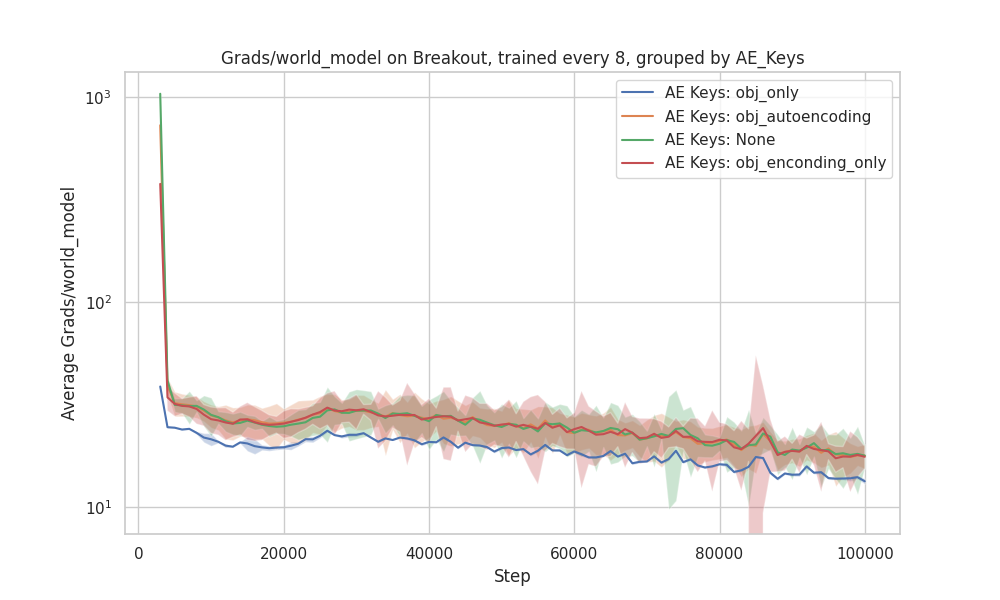 Grads/world_model on Breakout, trained every 8, grouped by AE_Keys
AE Keys: obj_only
AE Keys: obj_autoencoding
AE Keys: None
AE Keys: obj_enconding_only
Average Grads/world_model
10³
10²
10¹
0 20000 40000 60000 80000 100000
Step